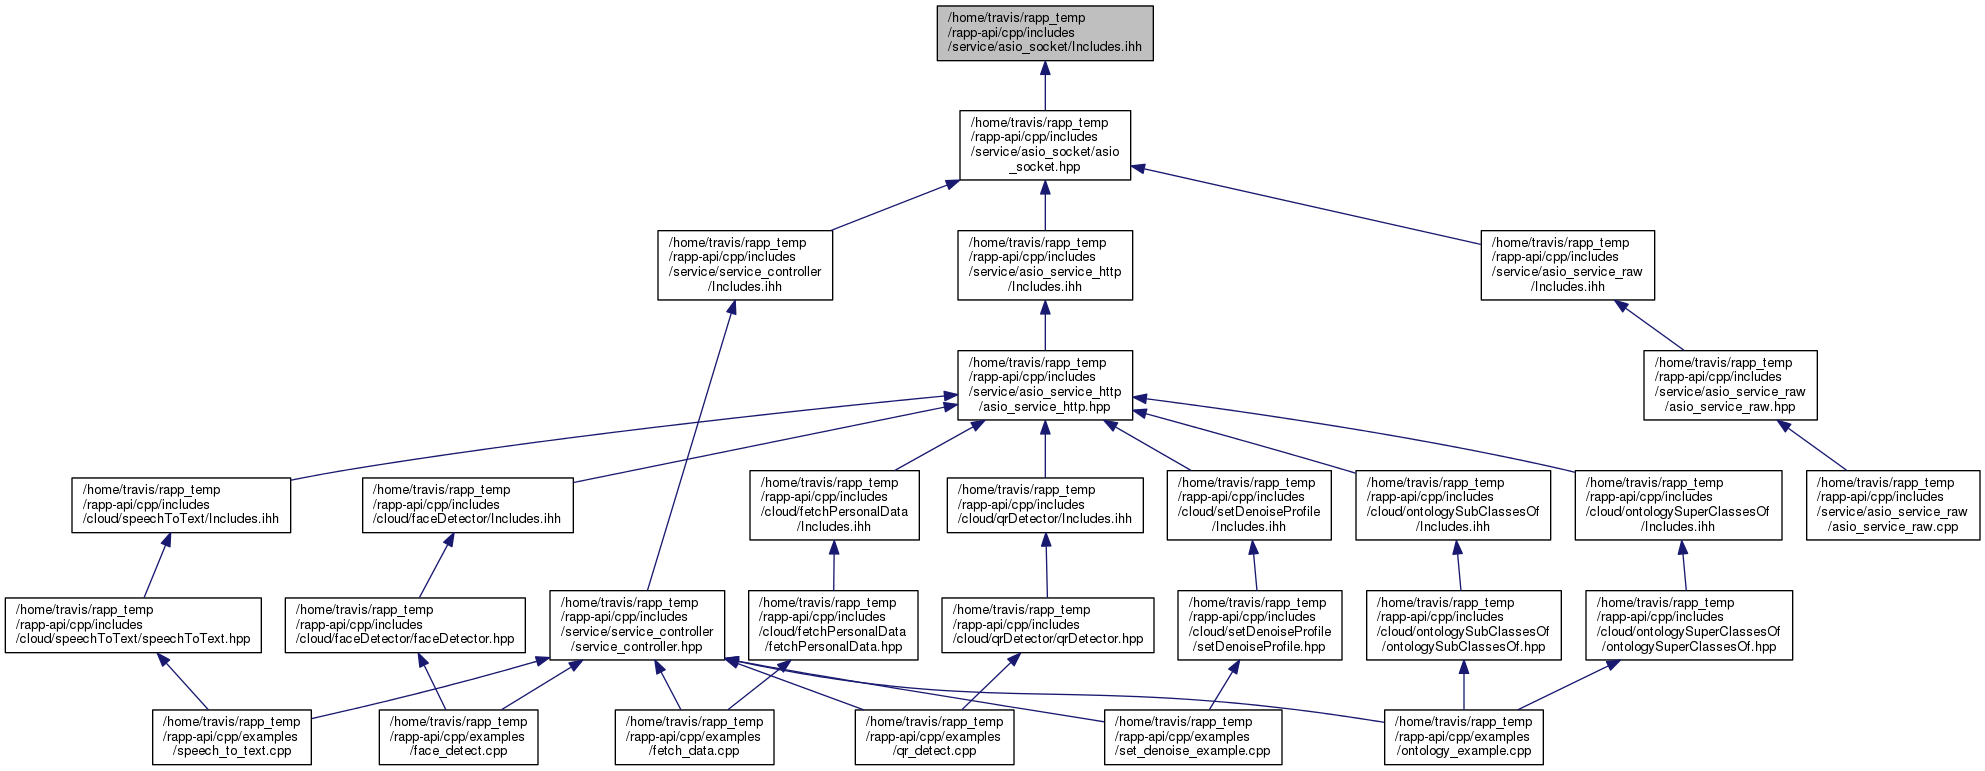 /home/travis/rapp_temp
/rapp-api/cpp/includes
/service/asio_socket/Includes.ihh
/home/travis/rapp_temp
/rapp-api/cpp/includes
/service/asio_socket/asio
_socket.hpp
/home/travis/rapp_temp
/rapp-api/cpp/includes
/service/service_controller
/Includes.ihh
/home/travis/rapp_temp
/rapp-api/cpp/includes
/service/asio_service_http
/Includes.ihh
/home/travis/rapp_temp
/rapp-api/cpp/includes
/service/asio_service_raw
/Includes.ihh
/home/travis/rapp_temp
/rapp-api/cpp/includes
/service/asio_service_http
/asio_service_http.hpp
/home/travis/rapp_temp
/rapp-api/cpp/includes
/service/asio_service_raw
/asio_service_raw.hpp
/home/travis/rapp_temp
/rapp-api/cpp/includes
/cloud/speechToText/Includes.ihh
/home/travis/rapp_temp
/rapp-api/cpp/includes
/cloud/faceDetector/Includes.ihh
/home/travis/rapp_temp
/rapp-api/cpp/includes
/cloud/fetchPersonalData
/Includes.ihh
/home/travis/rapp_temp
/rapp-api/cpp/includes
/cloud/qrDetector/Includes.ihh
/home/travis/rapp_temp
/rapp-api/cpp/includes
/cloud/setDenoiseProfile
/Includes.ihh
/home/travis/rapp_temp
/rapp-api/cpp/includes
/cloud/ontologySubClassesOf
/Includes.ihh
/home/travis/rapp_temp
/rapp-api/cpp/includes
/cloud/ontologySuperClassesOf
/Includes.ihh
/home/travis/rapp_temp
/rapp-api/cpp/includes
/service/asio_service_raw
/asio_service_raw.cpp
/home/travis/rapp_temp
/rapp-api/cpp/includes
/cloud/speechToText/speechToText.hpp
/home/travis/rapp_temp
/rapp-api/cpp/includes
/cloud/faceDetector/faceDetector.hpp
/home/travis/rapp_temp
/rapp-api/cpp/includes
/service/service_controller
/service_controller.hpp
/home/travis/rapp_temp
/rapp-api/cpp/includes
/cloud/fetchPersonalData
/fetchPersonalData.hpp
/home/travis/rapp_temp
/rapp-api/cpp/includes
/cloud/qrDetector/qrDetector.hpp
/home/travis/rapp_temp
/rapp-api/cpp/includes
/cloud/setDenoiseProfile
/setDenoiseProfile.hpp
/home/travis/rapp_temp
/rapp-api/cpp/includes
/cloud/ontologySubClassesOf
/ontologySubClassesOf.hpp
/home/travis/rapp_temp
/rapp-api/cpp/includes
/cloud/ontologySuperClassesOf
/ontologySuperClassesOf.hpp
/home/travis/rapp_temp
/rapp-api/cpp/examples
/speech_to_text.cpp
/home/travis/rapp_temp
/rapp-api/cpp/examples
/face_detect.cpp
/home/travis/rapp_temp
/rapp-api/cpp/examples
/fetch_data.cpp
/home/travis/rapp_temp
/rapp-api/cpp/examples
/qr_detect.cpp
/home/travis/rapp_temp
/rapp-api/cpp/examples
/set_denoise_example.cpp
/home/travis/rapp_temp
/rapp-api/cpp/examples
/ontology_example.cpp